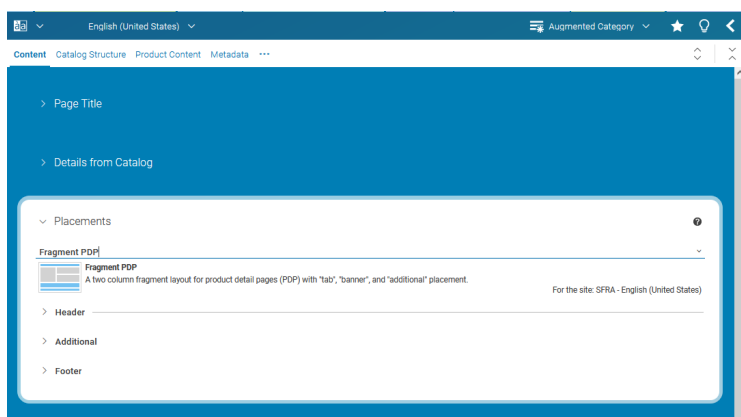 English (United States)
Augmented Category
Content Catalog Structure Product Content Metadata ...
Page Title
Details from Catalog
Placements
Fragment PDP
Fragment PDP
A two column fragment layout for product detail pages (PDP) with "tab", "banner", and "additional" placement.
For the site: SFRA - English (United States)
Header
Additional
Footer